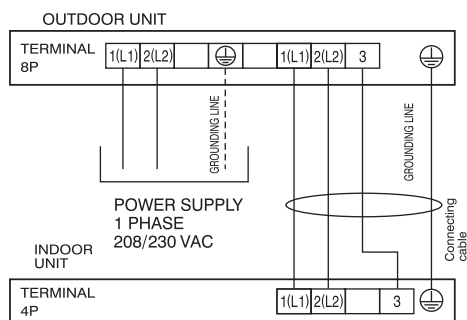 OUTDOOR UNIT
TERMINAL
8P
1(L1) 2(L2) 1(L1) 2(L2) 3
GROUNDING LINE
GROUNDING LINE
POWER SUPPLY
1 PHASE
208/230 VAC
Connecting
cable
INDOOR
UNIT
TERMINAL
4P
1(L1) 2(L2) 3